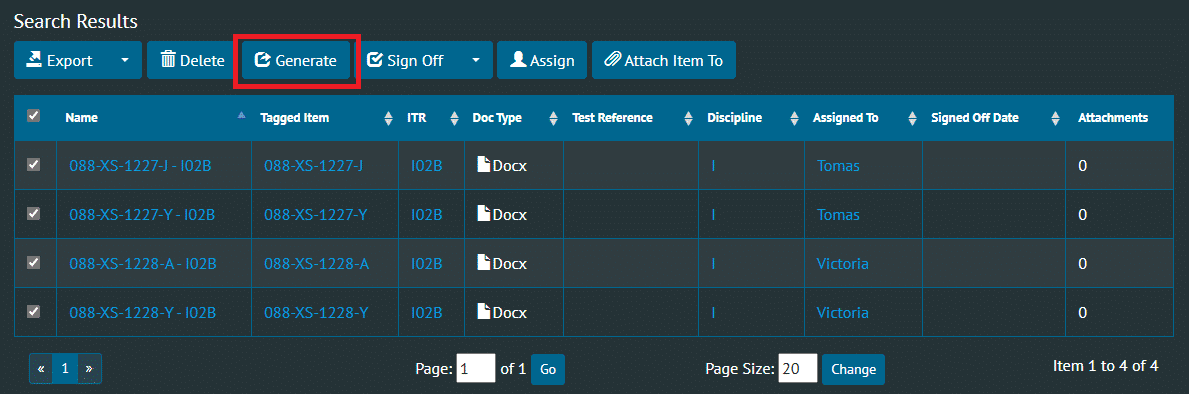 Search Results
Export Delete Generate Sign Off Assign Attach Item To
Name Tagged Item ITR Doc Type Test Reference Discipline Assigned To Signed Off Date Attachments
088-XS-1227-J - I02B 088-XS-1227-J I02B Docx I Tomas 0
088-XS-1227-Y - I02B 088-XS-1227-Y I02B Docx I Tomas 0
088-XS-1228-A - I02B 088-XS-1228-A I02B Docx I Victoria 0
088-XS-1228-Y - I02B 088-XS-1228-Y I02B Docx I Victoria 0
« 1 » Page: 1 of 1 Go Page Size: 20 Change Item 1 to 4 of 4